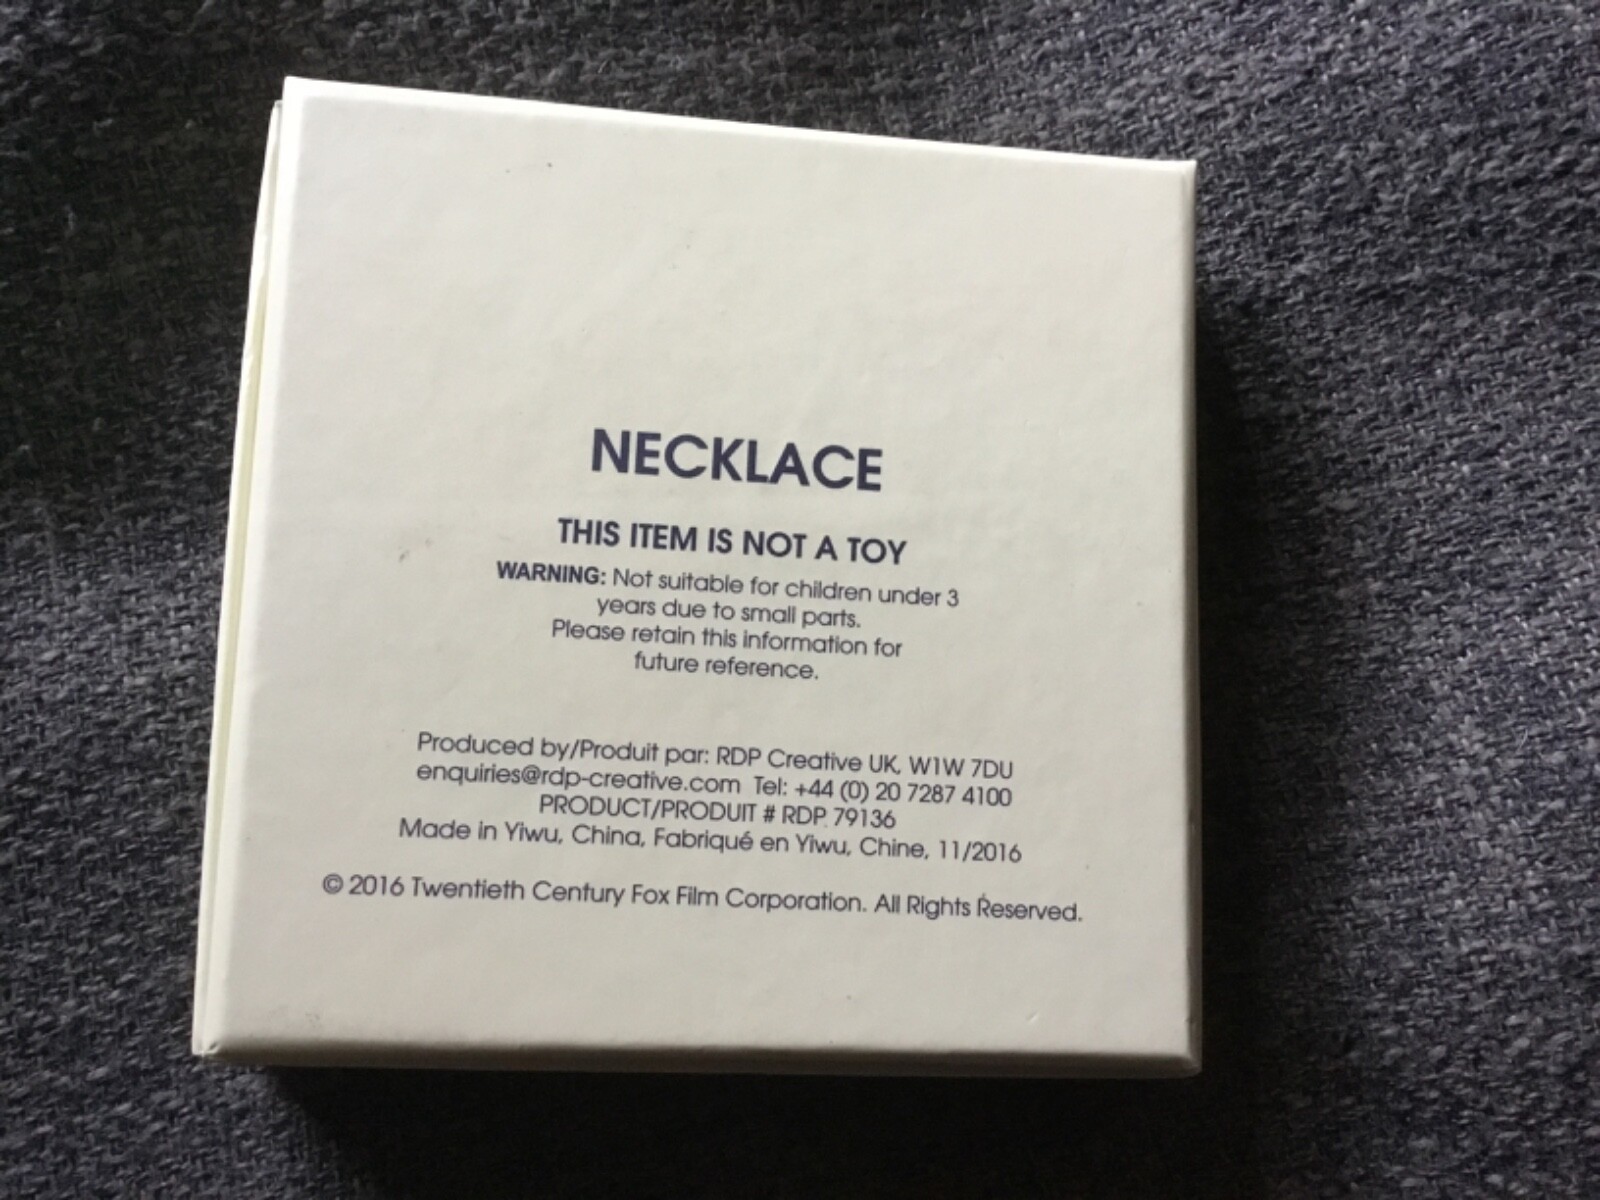 NECKLACE
THIS ITEM IS NOT A TOY
WARNING: Not suitable for children under 3
years due to small parts.
Please retain this information for
future reference.
Produced by/Produit par: RDP Creative UK, W1W 7DU
enquiries@rdp-creative.com Tel: +44 (0) 20 7287 4100
PRODUCT/PRODUIT # RDP 79136
Made in Yiwu, China, Fabriqué en Yiwu, Chine, 11/2016
© 2016 Twentieth Century Fox Film Corporation. All Rights Reserved.